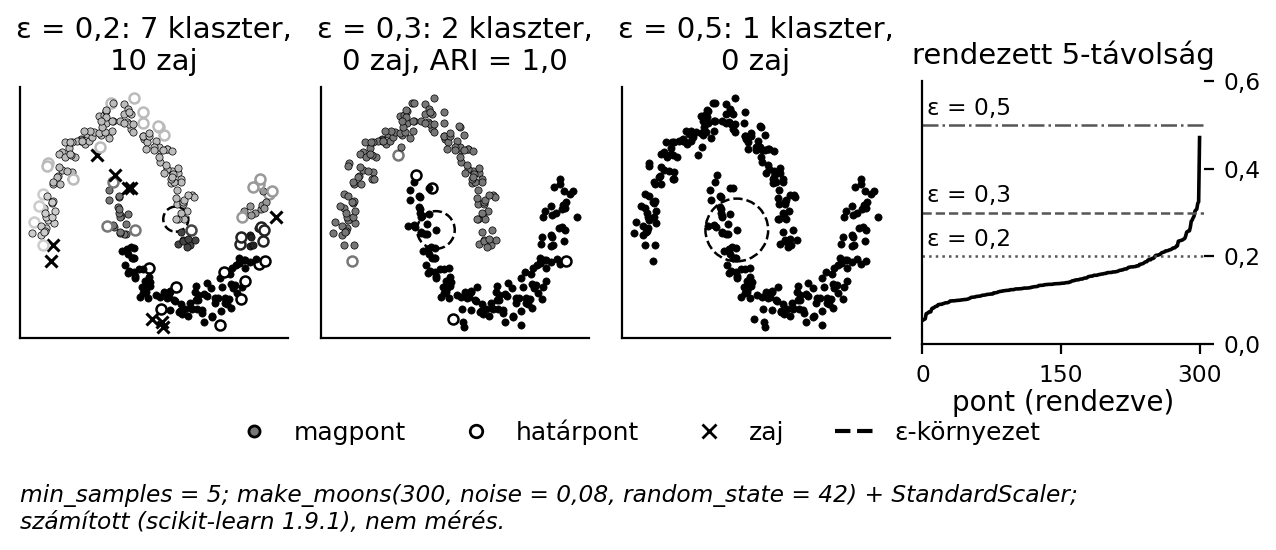 ε = 0,2: 7 klaszter,
10 zaj
ε = 0,3: 2 klaszter,
0 zaj, ARI = 1,0
ε = 0,5: 1 klaszter,
0 zaj
rendezett 5-távolság
0,6
ε = 0,5
0,4
ε = 0,3
ε = 0,2
0,2
0,0
0 150 300
pont (rendezve)
magpont határpont zaj ε-környezet
min_samples = 5; make_moons(300, noise = 0,08, random_state = 42) + StandardScaler;
számított (scikit-learn 1.9.1), nem mérés.